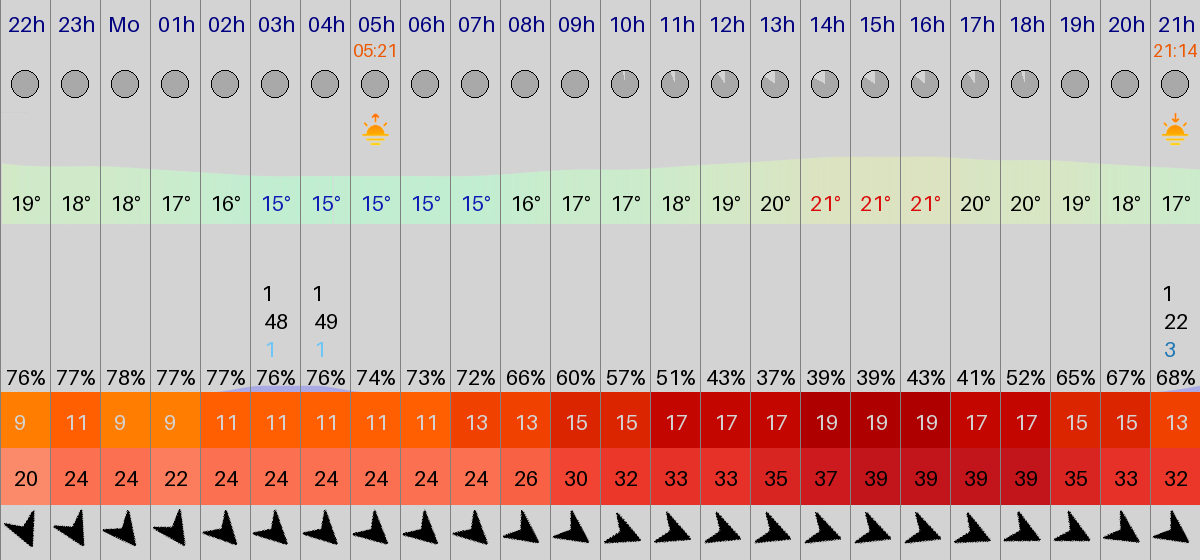 22h 23h Mo 01h 02h 03h 04h 05h 06h 07h 08h 09h 10h 11h 12h 13h 14h 15h 16h 17h 18h 19h 20h 21h
05:21 21:14
19° 18° 18° 17° 16° 15° 15° 15° 15° 15° 16° 17° 17° 18° 19° 20° 21° 21° 21° 20° 20° 19° 18° 17°
1 1 1
48 49 22
1 1 3
76% 77% 78% 77% 77% 76% 76% 74% 73% 72% 66% 60% 57% 51% 43% 37% 39% 39% 43% 41% 52% 65% 67% 68%
9 11 9 9 11 11 11 11 11 13 13 15 15 17 17 17 19 19 19 17 17 15 15 13
20 24 24 22 24 24 24 24 24 24 26 30 32 33 33 35 37 39 39 39 39 35 33 32